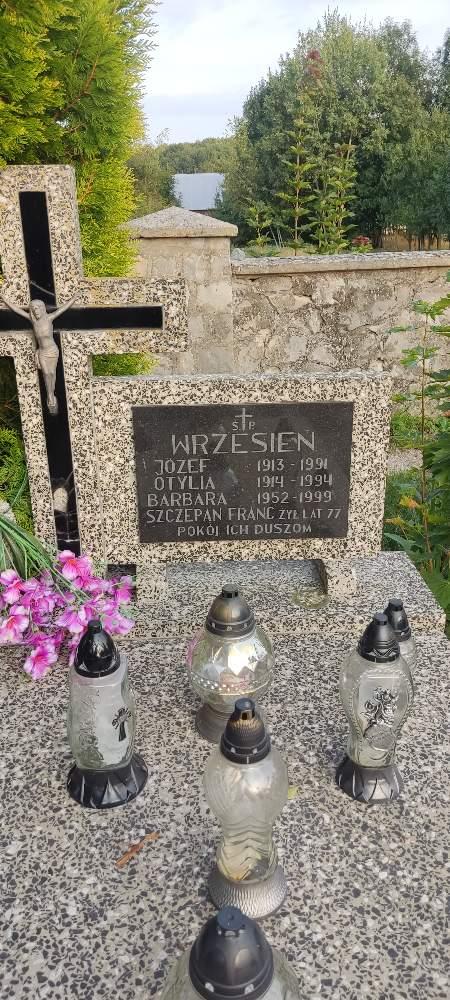 Ś P
WRZESIEŃ
JÓZEF 1913 - 1991
OTYLIA 1914 - 1994
BARBARA 1952 - 1999
SZCZEPAN FRANC ŻYŁ LAT 77
POKÓJ ICH DUSZOM